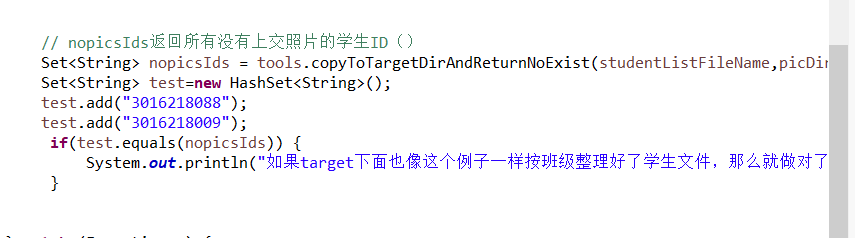 // nopicsIds返回所有没有上交照片的学生ID（）
Set<String> nopicsIds = tools.copyToTargetDirAndReturnNoExist(studentListFileName,picDir
Set<String> test=new HashSet<String>();
test.add("3016218088");
test.add("3016218009");
if(test.equals(nopicsIds)) {
System.out.println("如果target下面也像这个例子一样按班级整理好了学生文件，那么就做对了
}